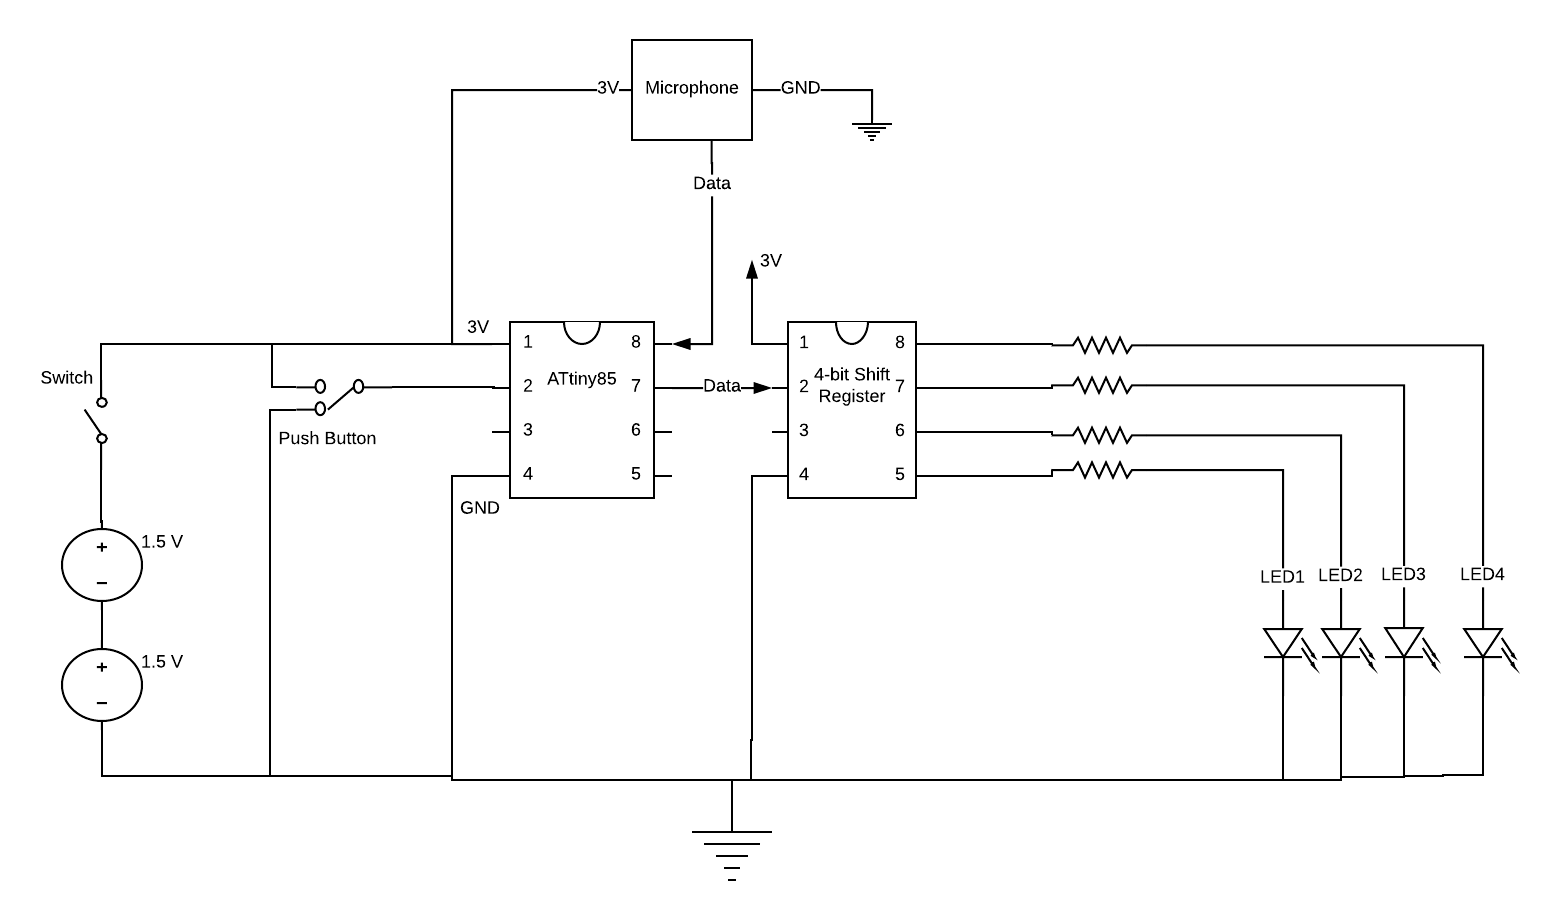 3V
Microphone
GND
Data
3V
3V
Switch
1
8
2
ATtiny85
7
3
6
4
5
Data
1
8
2
4-bit Shift
Register
7
3
6
4
5
Push Button
GND
1.5 V
+
−
1.5 V
+
−
LED1
LED2
LED3
LED4